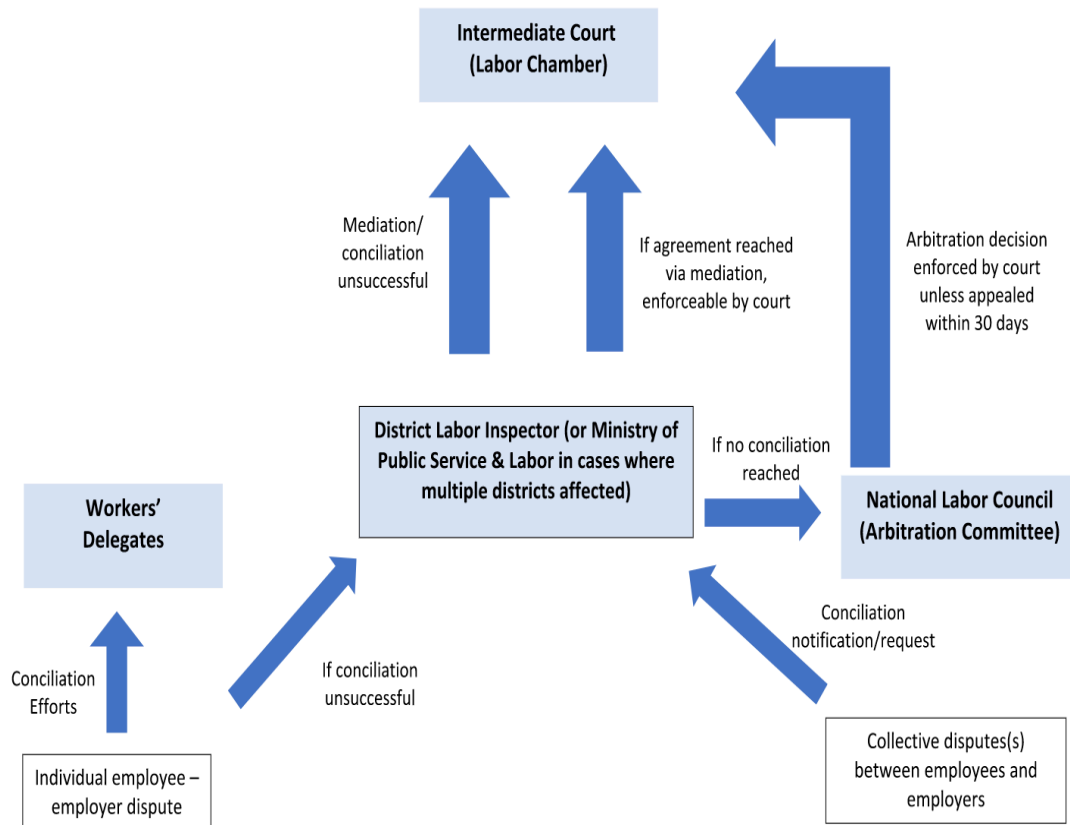 Intermediate Court
(Labor Chamber)
Mediation/
conciliation
unsuccessful
If agreement reached
via mediation,
enforceable by court
Arbitration decision
enforced by court
unless appealed
within 30 days
District Labor Inspector (or Ministry of
Public Service & Labor in cases where
multiple districts affected)
If no conciliation
reached
Workers’
Delegates
National Labor Council
(Arbitration Committee)
Conciliation
Efforts
If conciliation
unsuccessful
Conciliation
notification/request
Individual employee –
employer dispute
Collective disputes(s)
between employees and
employers